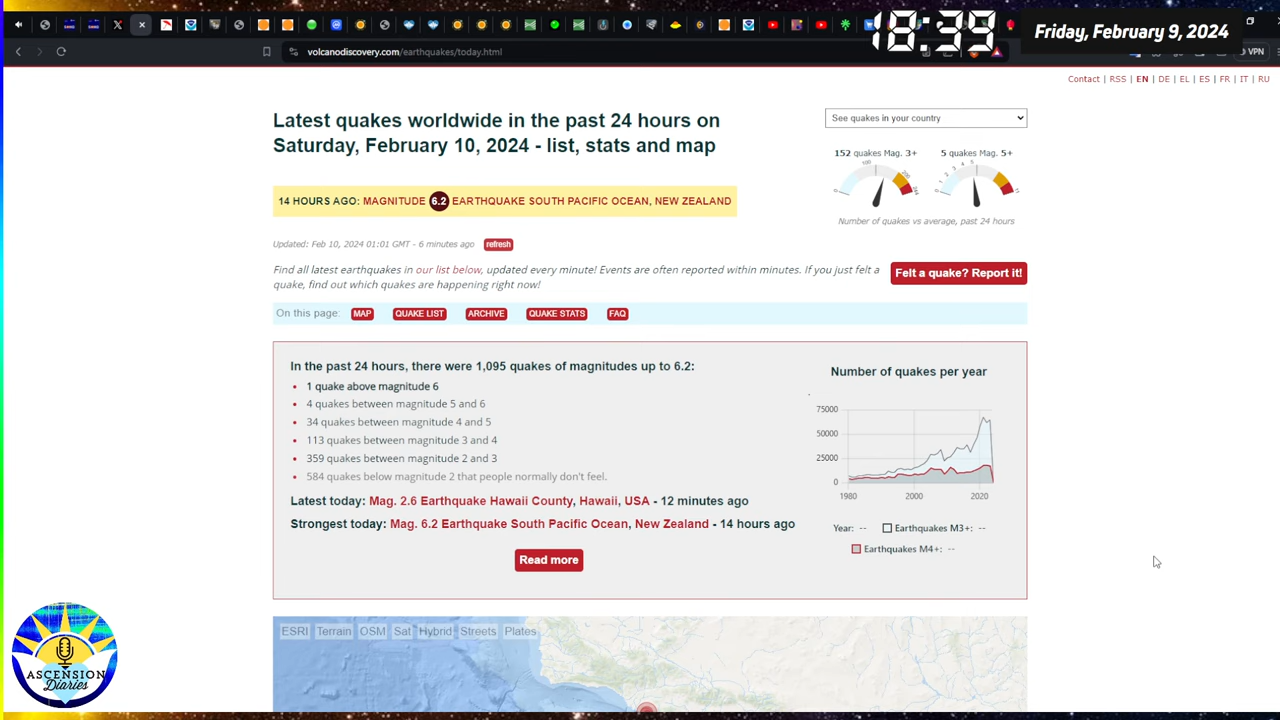 18:39
Friday, February 9, 2024
volcanodiscovery.com/earthquakes/today.html
VPN
Contact | RSS | EN | DE | EL | ES | FR | IT | RU
Latest quakes worldwide in the past 24 hours on
Saturday, February 10, 2024 - list, stats and map
See quakes in your country
152 quakes Mag. 3+
5 quakes Mag. 5+
14 HOURS AGO: MAGNITUDE 6.2 EARTHQUAKE SOUTH PACIFIC OCEAN, NEW ZEALAND
Number of quakes vs average, past 24 hours
Updated: Feb 10, 2024 01:01 GMT - 6 minutes ago
refresh
Find all latest earthquakes in our list below, updated every minute! Events are often reported within minutes. If you just felt a
quake, find out which quakes are happening right now!
Felt a quake? Report it!
On this page: MAP QUAKE LIST ARCHIVE QUAKE STATS FAQ
In the past 24 hours, there were 1,095 quakes of magnitudes up to 6.2:
1 quake above magnitude 6
4 quakes between magnitude 5 and 6
34 quakes between magnitude 4 and 5
113 quakes between magnitude 3 and 4
359 quakes between magnitude 2 and 3
584 quakes below magnitude 2 that people normally don't feel.
Latest today: Mag. 2.6 Earthquake Hawaii County, Hawaii, USA - 12 minutes ago
Strongest today: Mag. 6.2 Earthquake South Pacific Ocean, New Zealand - 14 hours ago
Read more
Number of quakes per year
75000
50000
25000
0
1980 2000 2020
Year: -- Earthquakes M3+: --
Earthquakes M4+: --
ESRI Terrain OSM Sat Hybrid Streets Plates
ASCENSION
Diaries